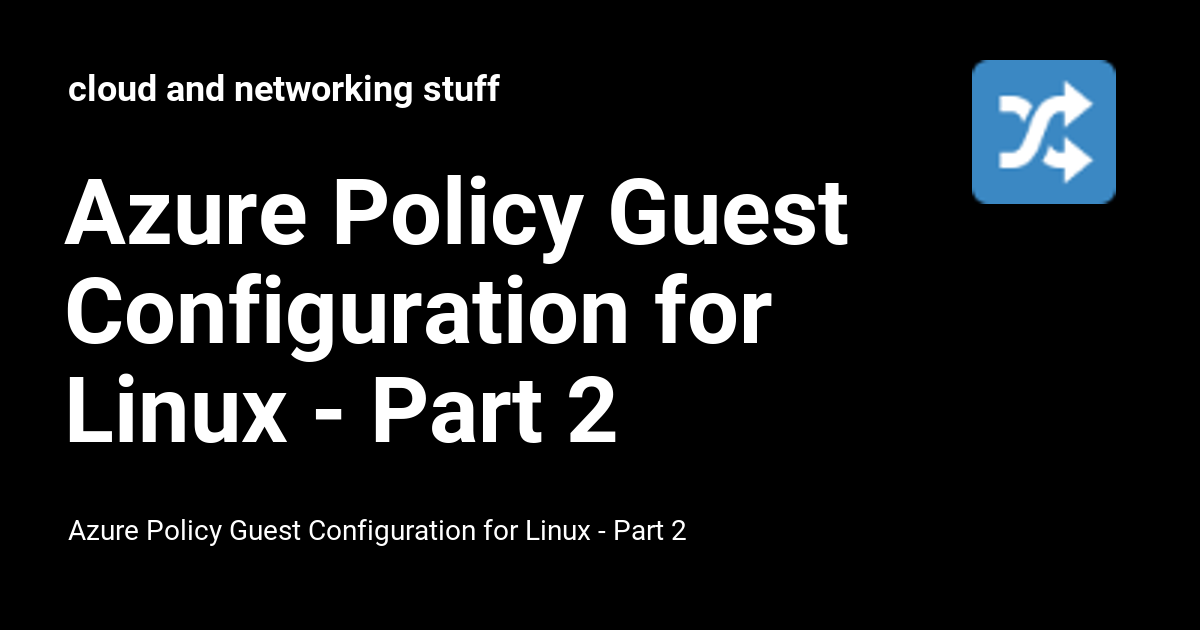 cloud and networking stuff
Azure Policy Guest
Configuration for
Linux - Part 2
Azure Policy Guest Configuration for Linux - Part 2